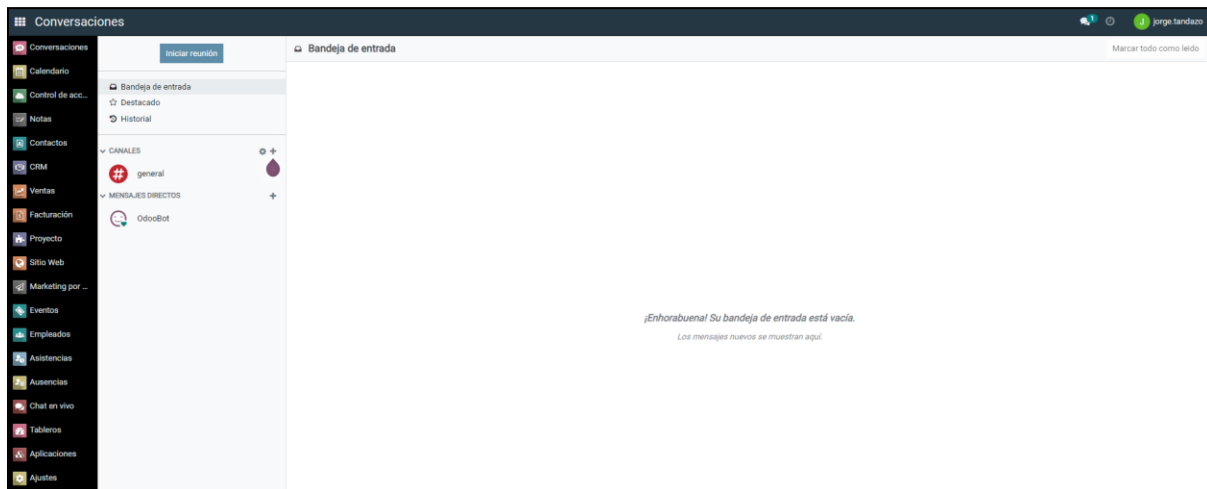 Conversaciones
1
J
jorge.tandazo
Conversaciones
Calendario
Control de acc...
Notas
Contactos
CRM
Ventas
Facturación
Proyecto
Sitio Web
Marketing por ...
Eventos
Empleados
Asistencias
Ausencias
Chat en vivo
Tableros
Aplicaciones
Ajustes
Iniciar reunión
Bandeja de entrada
Destacado
Historial
CANALES
# general
MENSAJES DIRECTOS
OdooBot
Bandeja de entrada
Marcar todo como leido
¡Enhorabuena! Su bandeja de entrada está vacía.
Los mensajes nuevos se muestran aquí.